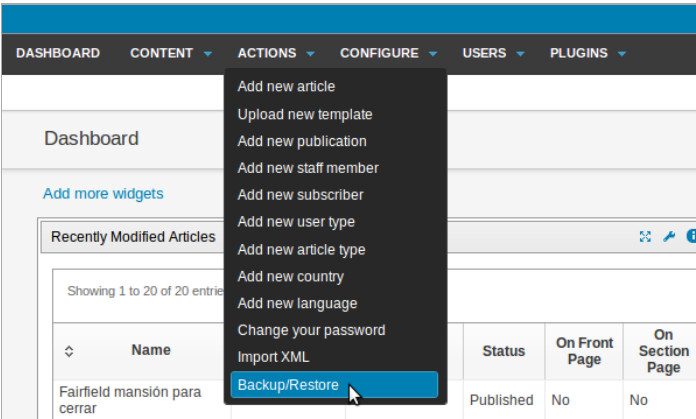 DASHBOARD CONTENT ACTIONS CONFIGURE USERS PLUGINS
Add new article
Upload new template
Dashboard
Add new publication
Add new staff member
Add more widgets
Add new subscriber
Add new user type
Recently Modified Articles
Add new article type
Add new country
Showing 1 to 20 of 20 entrie
Add new language
Change your password
Import XML
Backup/Restore
Name Status On Front Page On Section Page
Fairfield mansión para
cerrar
Published No No